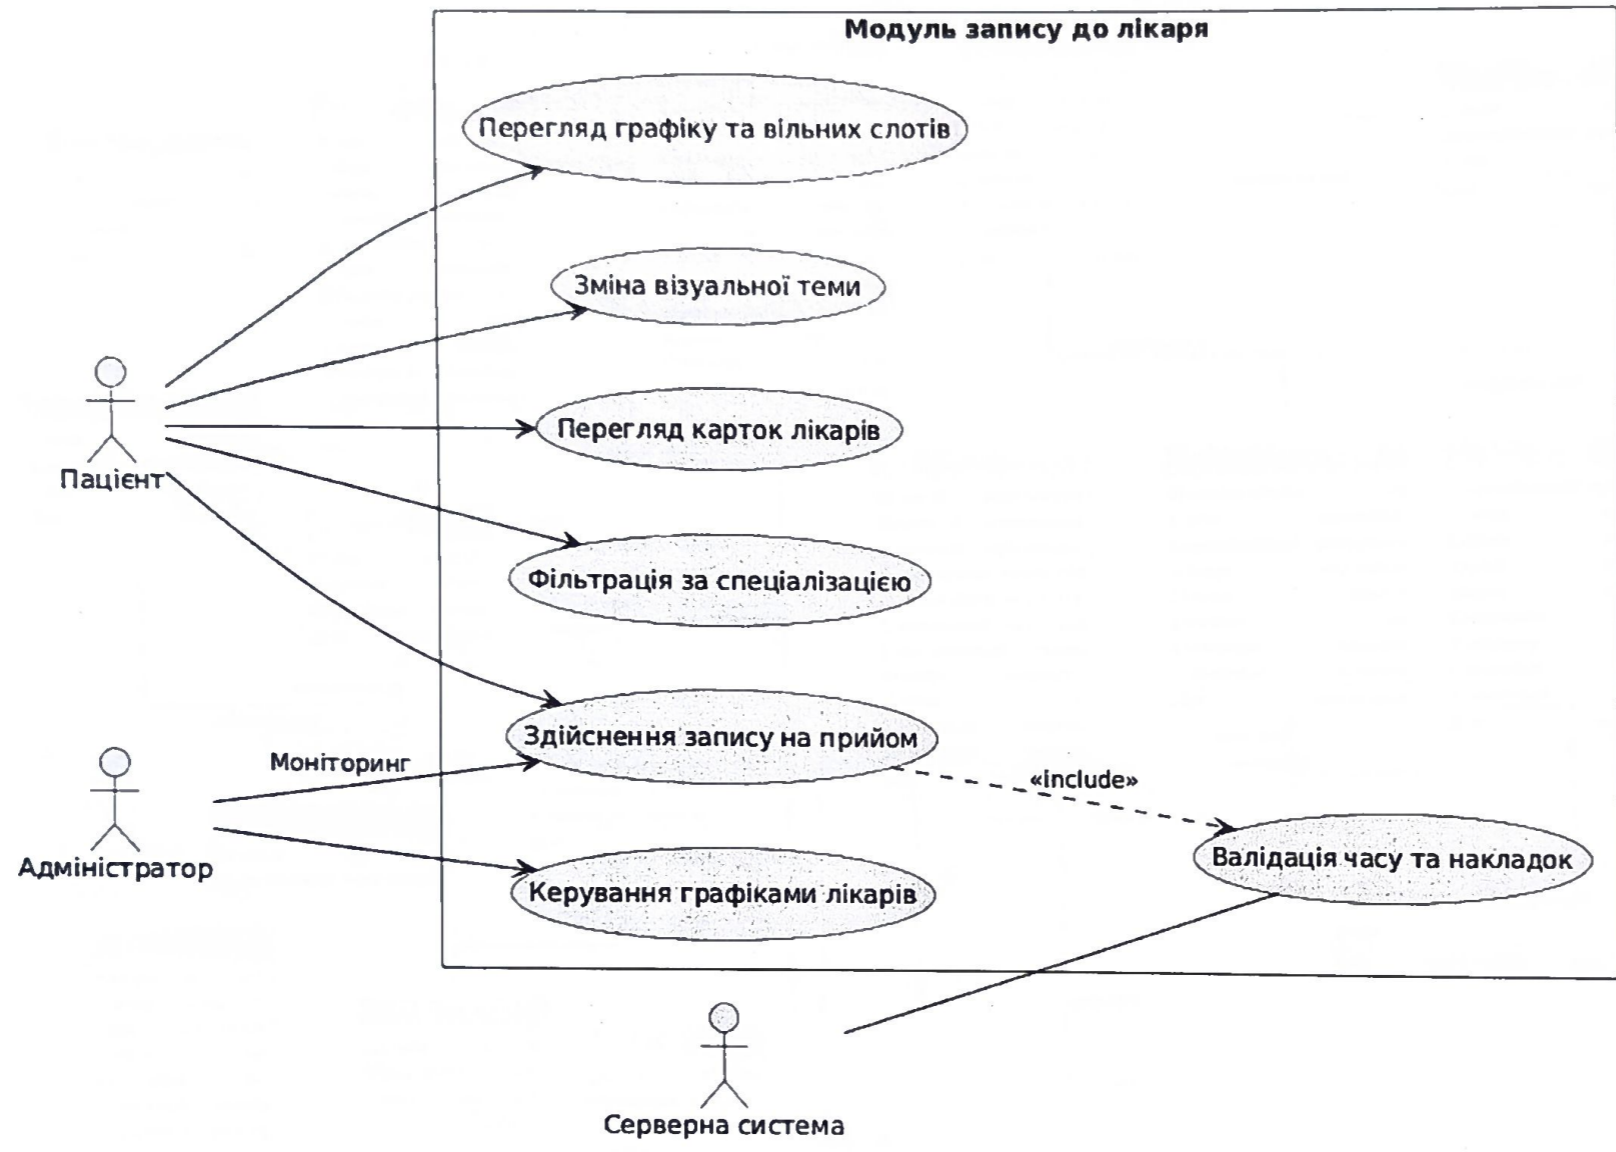 Модуль запису до лікаря
Перегляд графіку та вільних слотів
Зміна візуальної теми
Перегляд карток лікарів
Пацієнт
Фільтрація за спеціалізацією
Здійснення запису на прийом
Моніторинг
«include»
Адміністратор
Валідація часу та накладок
Керування графіками лікарів
Серверна система